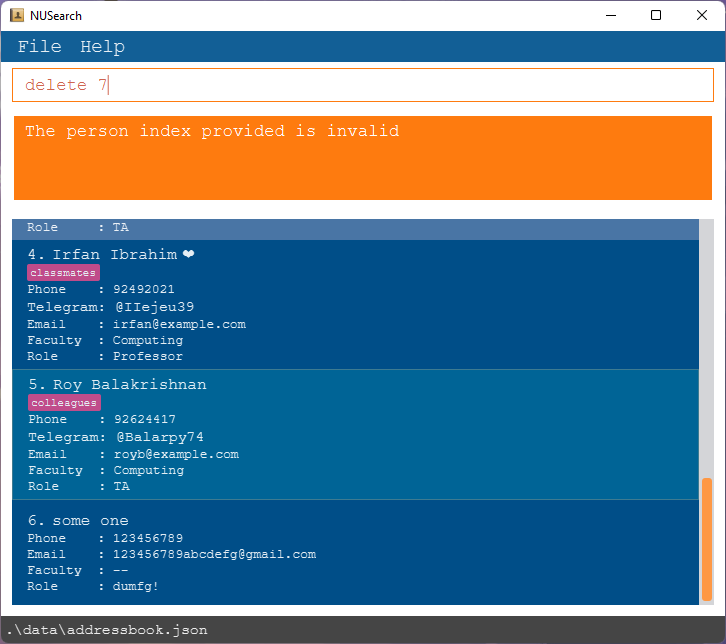 NUSearch
File Help
delete 7
The person index provided is invalid
Role : TA
4. Irfan Ibrahim ❤
classmates
Phone : 92492021
Telegram: @IIejeu39
Email : irfan@example.com
Faculty : Computing
Role : Professor
5. Roy Balakrishnan
colleagues
Phone : 92624417
Telegram: @Balarpy74
Email : royb@example.com
Faculty : Computing
Role : TA
6. some one
Phone : 123456789
Email : 123456789abcdefg@gmail.com
Faculty : --
Role : dumfg!
.\data\addressbook.json